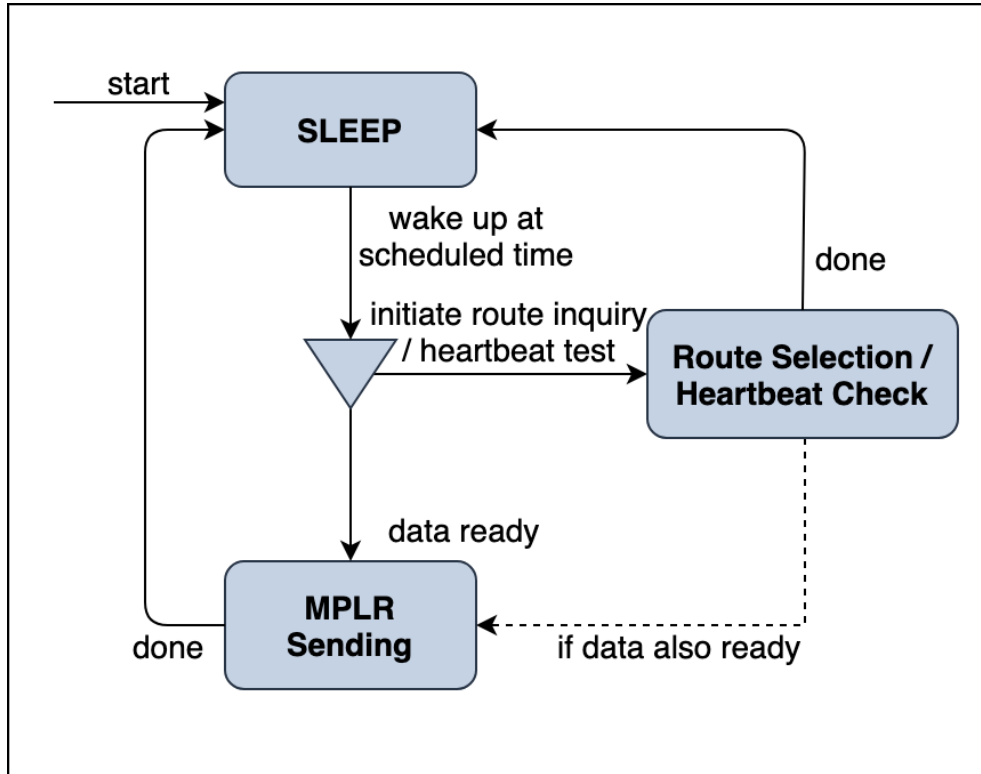 start
SLEEP
wake up at
scheduled time
initiate route inquiry
/ heartbeat test
done
Route Selection /
Heartbeat Check
data ready
MPLR
Sending
done
if data also ready